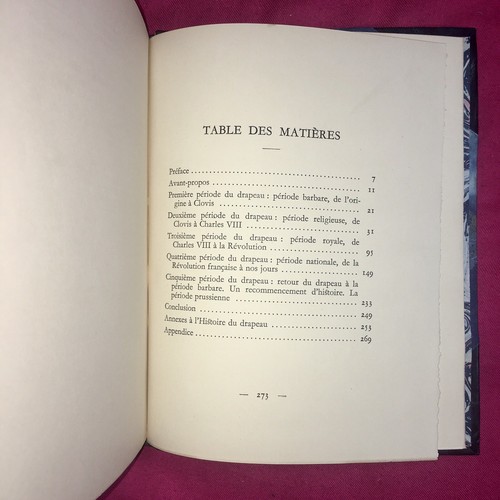 TABLE DES MATIÈRES
Préface 7
Avant-propos 11
Première période du drapeau : période barbare, de l'ori-
gine à Clovis 21
Deuxième période du drapeau : période religieuse, de
Clovis à Charles VIII 31
Troisième période du drapeau : période royale, de
Charles VIII à la Révolution 95
Quatrième période du drapeau : période nationale, de la
Révolution française à nos jours 149
Cinquième période du drapeau : retour du drapeau à la
période barbare. Un recommencement d'histoire. La
période prussienne 233
Conclusion 249
Annexes à l'Histoire du drapeau 253
Appendice 269
— 273 —